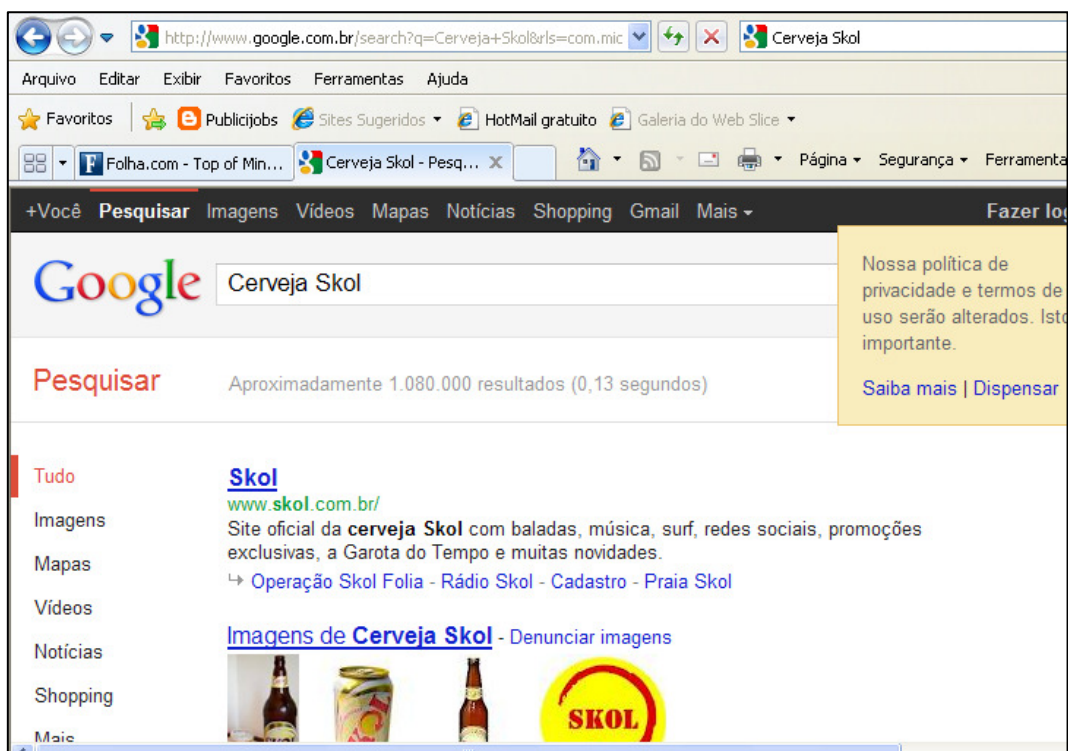 http://www.google.com.br/search?q=Cerveja+Skol&rls=com.mic
Cerveja Skol
Arquivo Editar Exibir Favoritos Ferramentas Ajuda
Favoritos Publicijobs Sites Sugeridos HotMail gratuito Galeria do Web Slice
Folha.com - Top of Min... Cerveja Skol - Pesq... X Página Segurança Ferramenta
+Você Pesquisar Imagens Vídeos Mapas Notícias Shopping Gmail Mais Fazer log
Google Cerveja Skol
Nossa política de
privacidade e termos de
uso serão alterados. Isto
importante.
Saiba mais | Dispensar
Pesquisar Aproximadamente 1.080.000 resultados (0,13 segundos)
Tudo
Imagens
Mapas
Vídeos
Notícias
Shopping
Mais
Skol
www.skol.com.br/
Site oficial da cerveja Skol com baladas, música, surf, redes sociais, promoções
exclusivas, a Garota do Tempo e muitas novidades.
Operação Skol Folia - Rádio Skol - Cadastro - Praia Skol
Imagens de Cerveja Skol - Denunciar imagens
SKOL